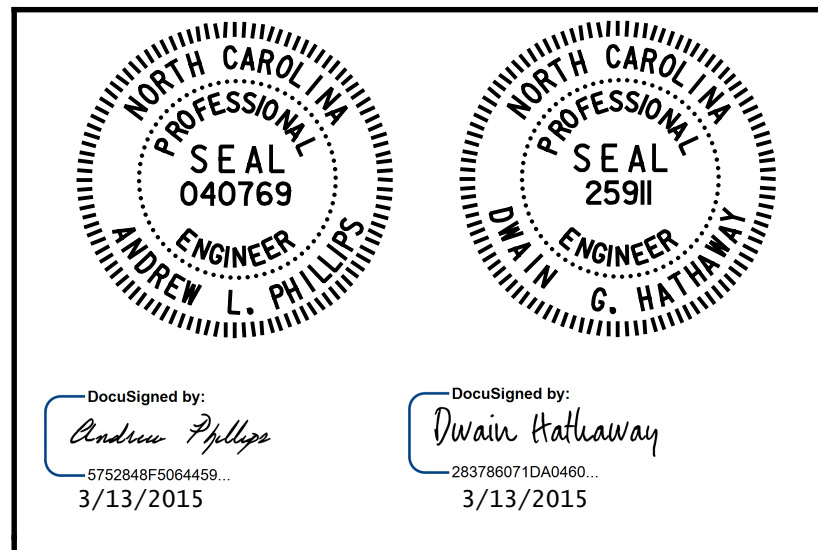 NORTH CAROLINA
PROFESSIONAL
SEAL
040769
ENGINEER
ANDREW L. PHILLIPS
NORTH CAROLINA
PROFESSIONAL
SEAL
25911
ENGINEER
DWAIN G. HATHAWAY
DocuSigned by:
Andrew Phillips
5752848F5064459...
3/13/2015
DocuSigned by:
Dwain Hathaway
283786071DA0460...
3/13/2015